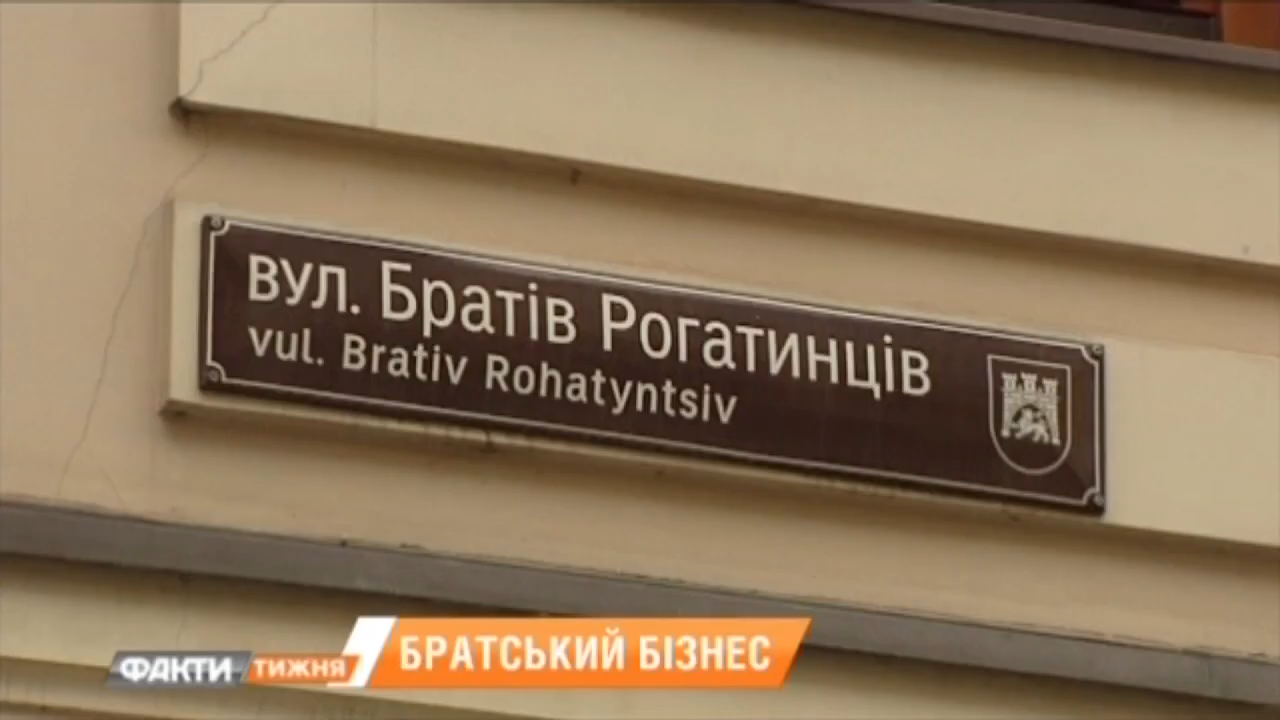 вул. Братів Рогатинців
vul. Brativ Rohatyntsiv
БРАТСЬКИЙ БІЗНЕС
ФАКТИ ТИЖНЯ